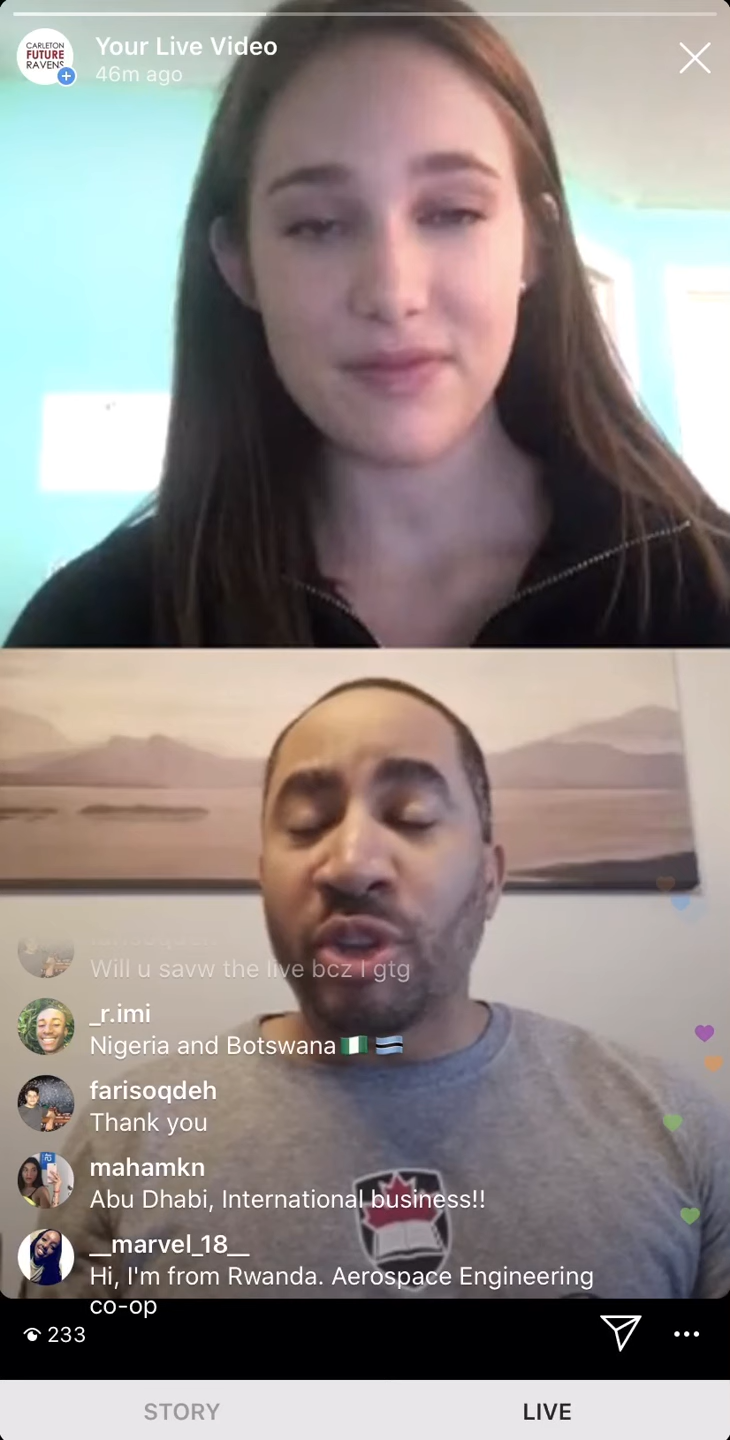 CARLETON
FUTURE
RAVENS
Your Live Video
46m ago
Will u savw the live bcz I gtg
_r.imi
Nigeria and Botswana
farisoqdeh
Thank you
mahamkn
Abu Dhabi, International business!!
__marvel_18__
Hi, I'm from Rwanda. Aerospace Engineering
co-op
233
STORY
LIVE